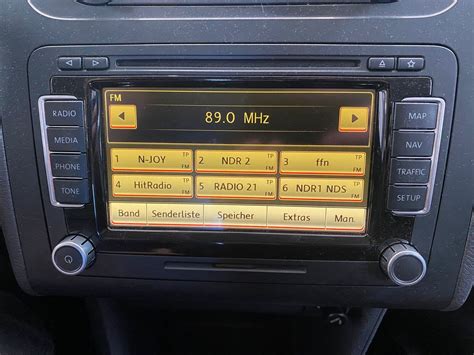 FM
89.0 MHz
1 N-JOY TP FM
2 NDR 2 TP FM
3 ffn TP FM
4 HitRadio TP FM
5 RADIO 21 TP FM
6 NDR1 NDS TP FM
Band Senderliste Speicher Extras Man.
RADIO
MEDIA
PHONE
TONE
MAP
NAV
TRAFFIC
SETUP